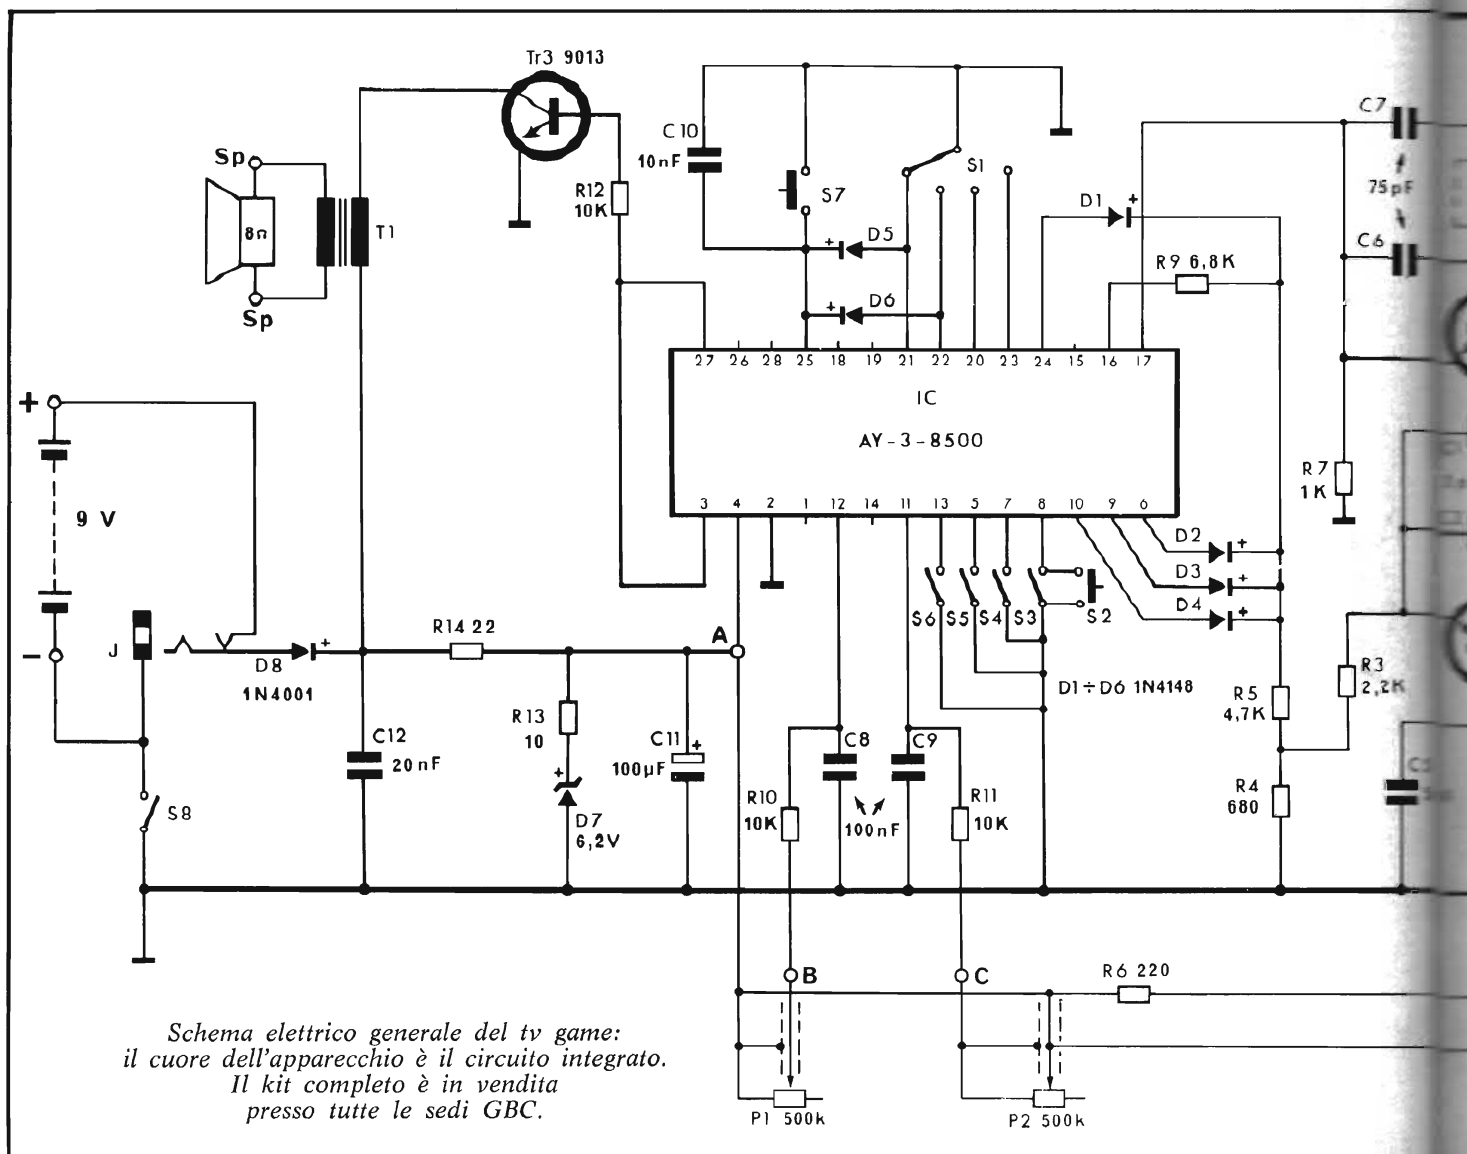 Tr3 9013
C7
C10
10nF
Sp
S1
R12
10K
S7
75pF
D1
+
8Ω
T1
+
D5
C6
R9 6,8K
Sp
+
D6
27
26
28
25
18
19
21
22
20
23
24
15
16
17
IC
+
AY-3-8500
R7
1K
9 V
3
4
2
1
12
14
11
13
5
7
8
10
9
6
D2
+
D3
+
D4
+
S6
S5
S4
S3
S2
R14 22
A
J
-
D8
+
1N4001
R3
2,2K
D1÷D6 1N4148
R5
4,7K
R13
10
C12
20nF
C11
+
100µF
C8
C9
+
R10
10K
R11
10K
R4
680
S8
D7
6,2V
100nF
B
C
R6 220
Schema elettrico generale del tv game:
il cuore dell'apparecchio è il circuito integrato.
Il kit completo è in vendita
presso tutte le sedi GBC.
P1 500k
P2 500k